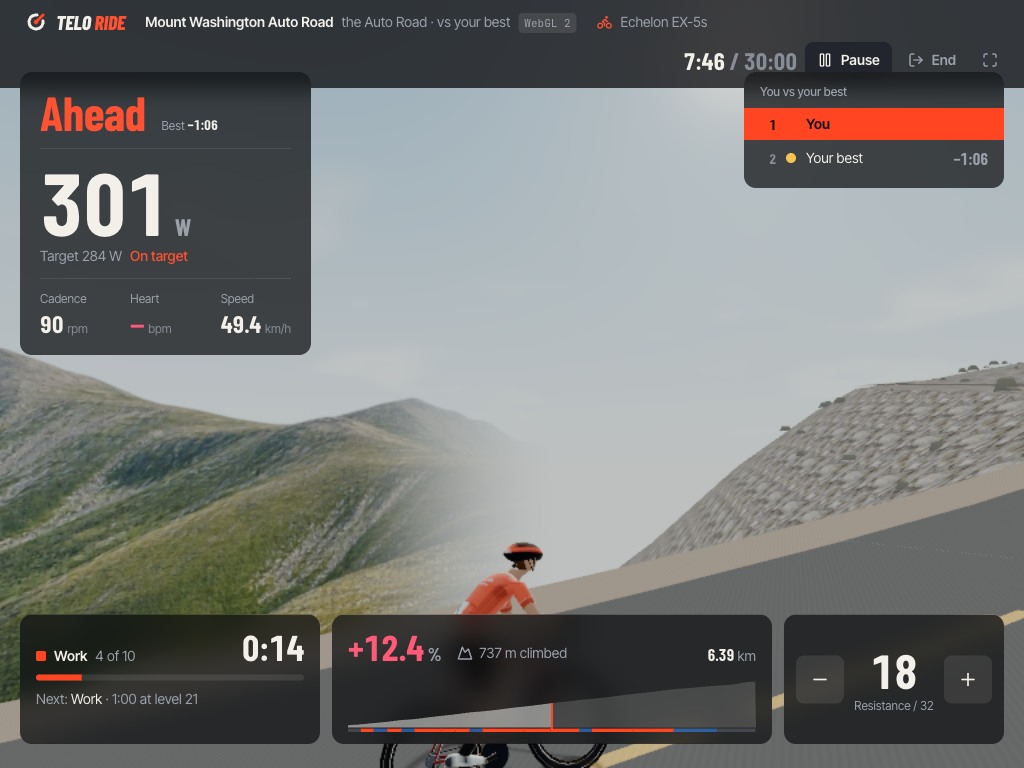 TELO RIDE Mount Washington Auto Road the Auto Road · vs your best WebGL 2 Echelon EX-5s
7:46 / 30:00 Pause End
Ahead Best −1:06
301 W
Target 284 W On target
Cadence Heart Speed
90 rpm – bpm 49.4 km/h
You vs your best
1 You
2 Your best −1:06
Work 4 of 10 0:14
Next: Work · 1:00 at level 21
+12.4 % 737 m climbed 6.39 km
− 18 +
Resistance / 32